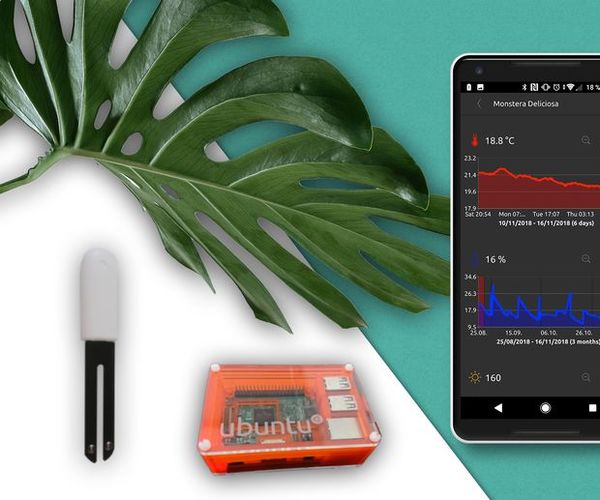 18 %
Monstera Deliciosa
18.8 °C
23.2
21.4
19.6
17.9
Sat 20:54 Mon 07:... Tue 17:07 Thu 03:13
10/11/2018 - 16/11/2018 (6 days)
16 %
34.6
26.3
17.9
9.5
25.08. 15.09. 06.10. 26.10.
25/08/2018 - 16/11/2018 (3 months)
160
ubuntu